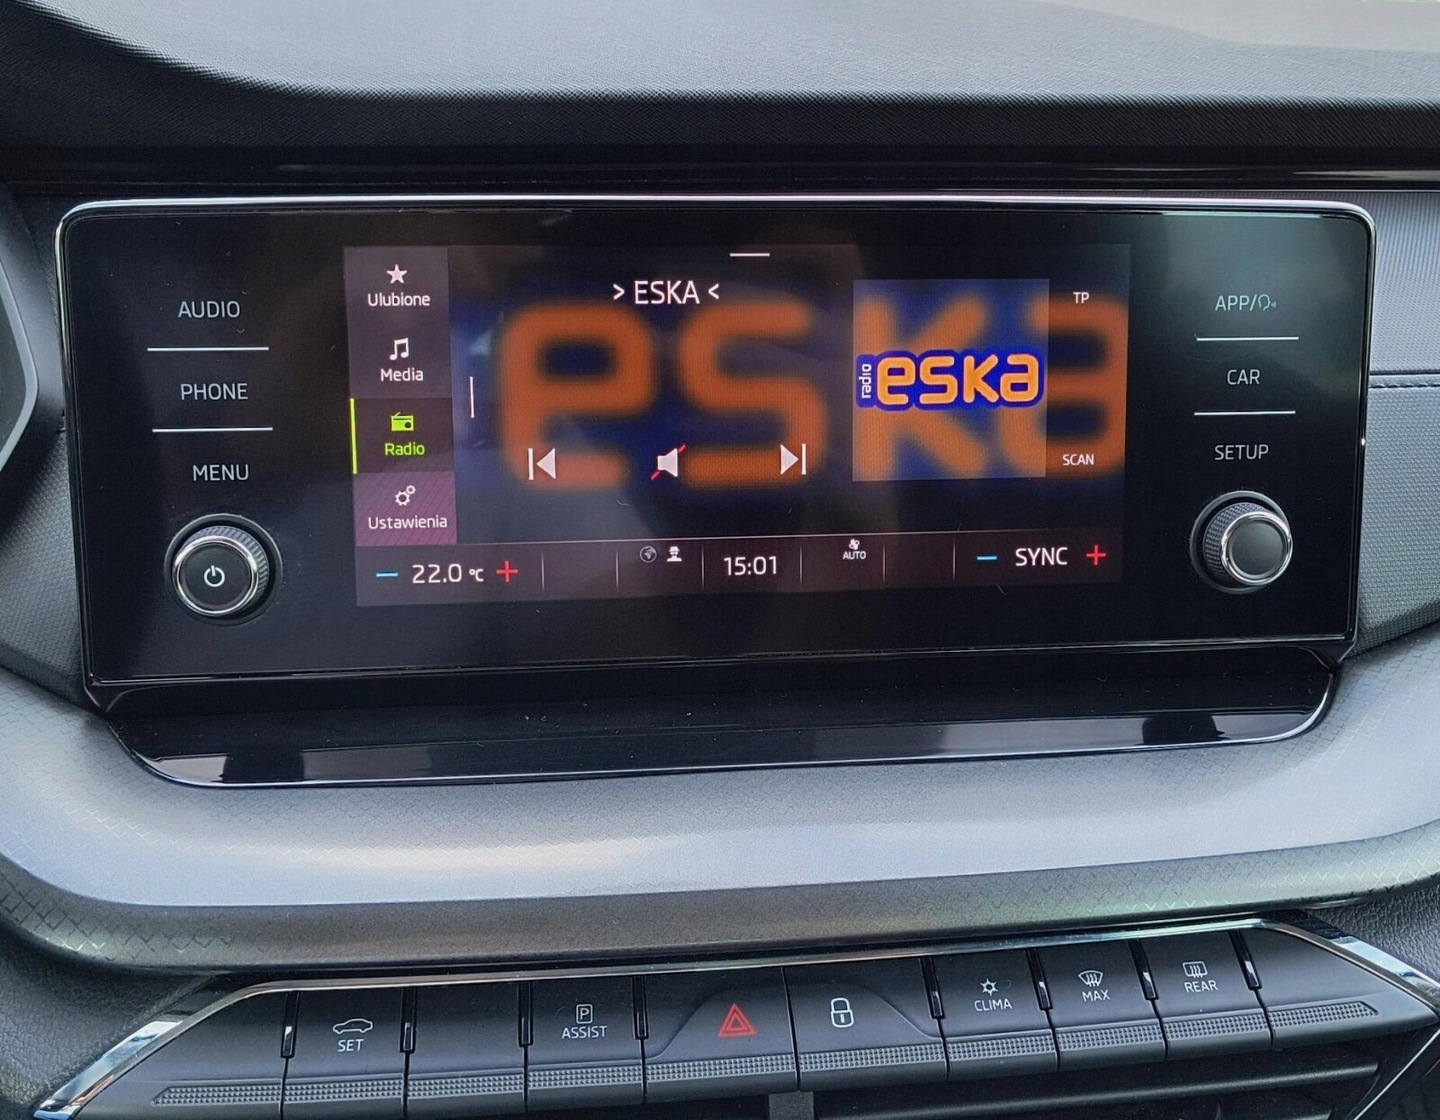 AUDIO
PHONE
MENU
Ulubione
Media
Radio
Ustawienia
> ESKA <
eska
radio eska
TP
SCAN
22.0 °C
15:01
AUTO
SYNC
APP/
CAR
SETUP
SET
P
ASSIST
CLIMA
MAX
REAR